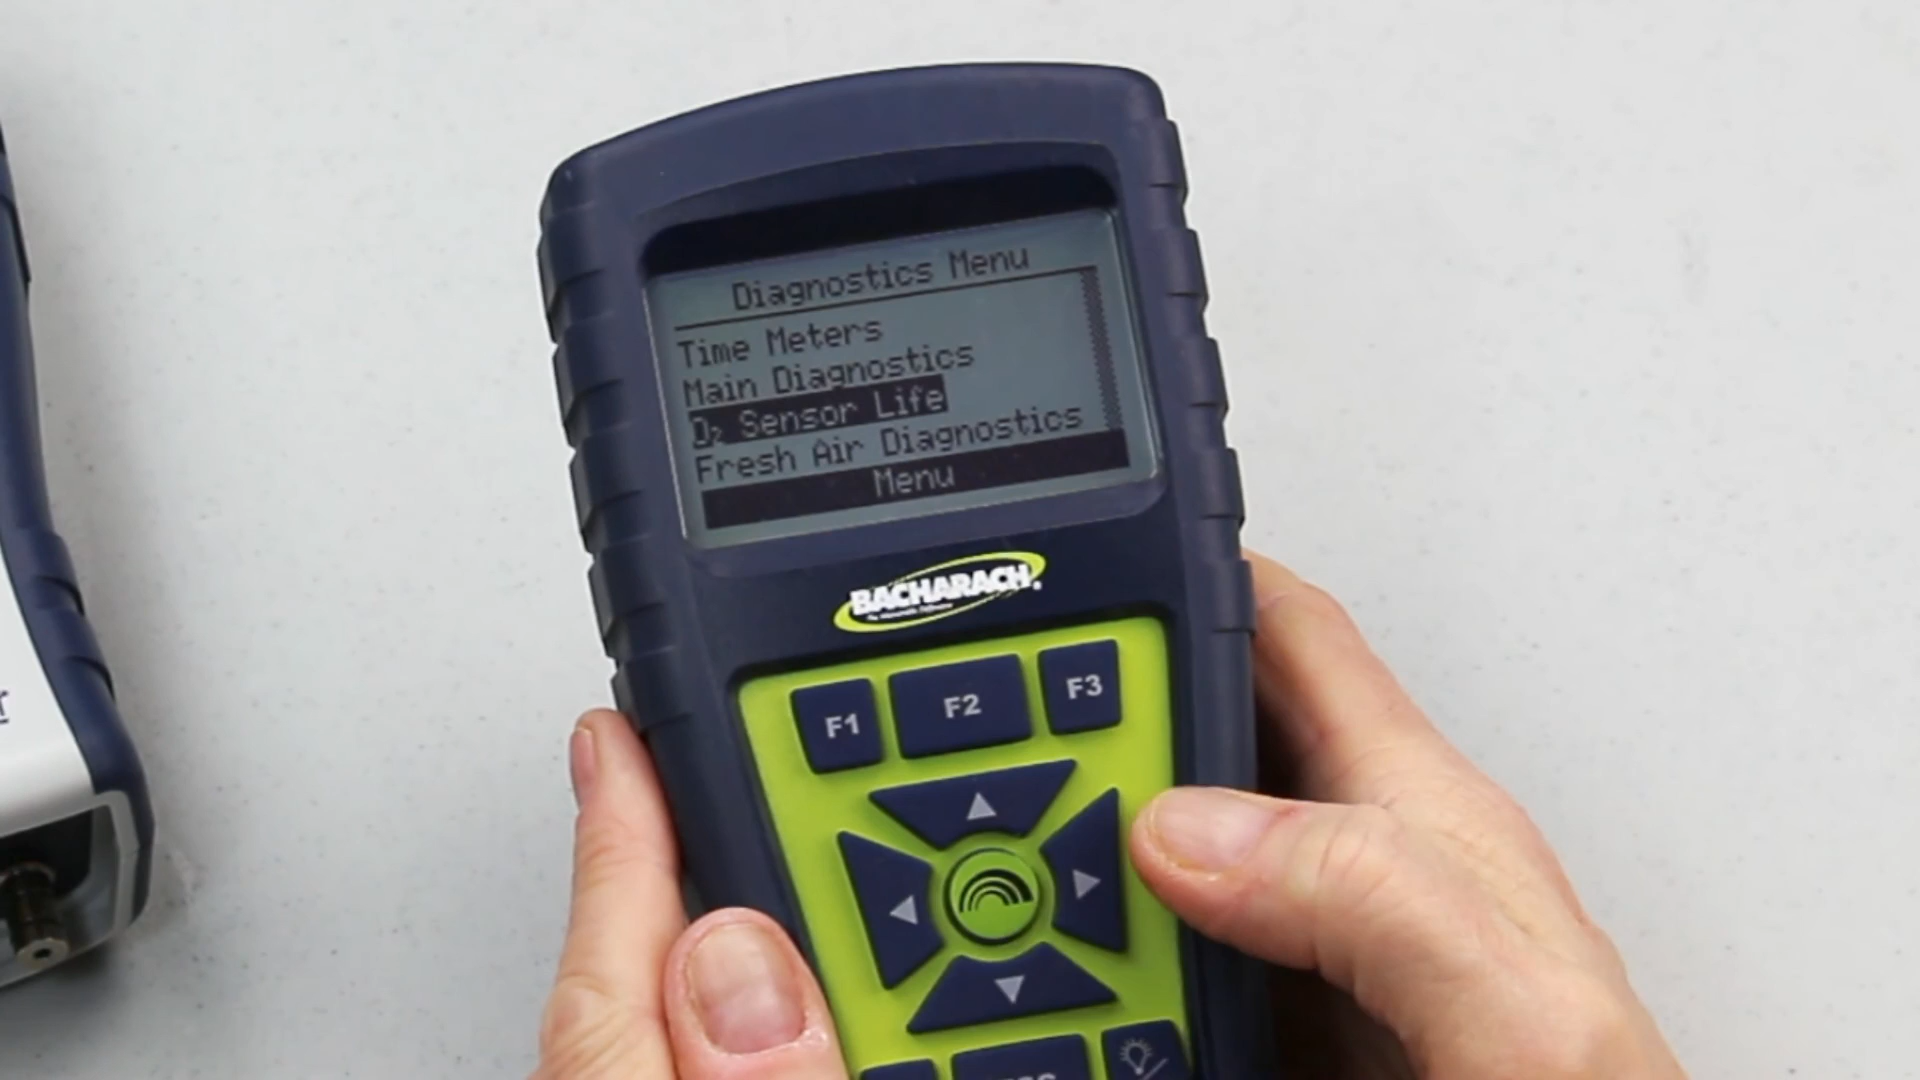 Diagnostics Menu
Time Meters
Main Diagnostics
O₂ Sensor Life
Fresh Air Diagnostics
Menu
BACHARACH®
F1 F2 F3